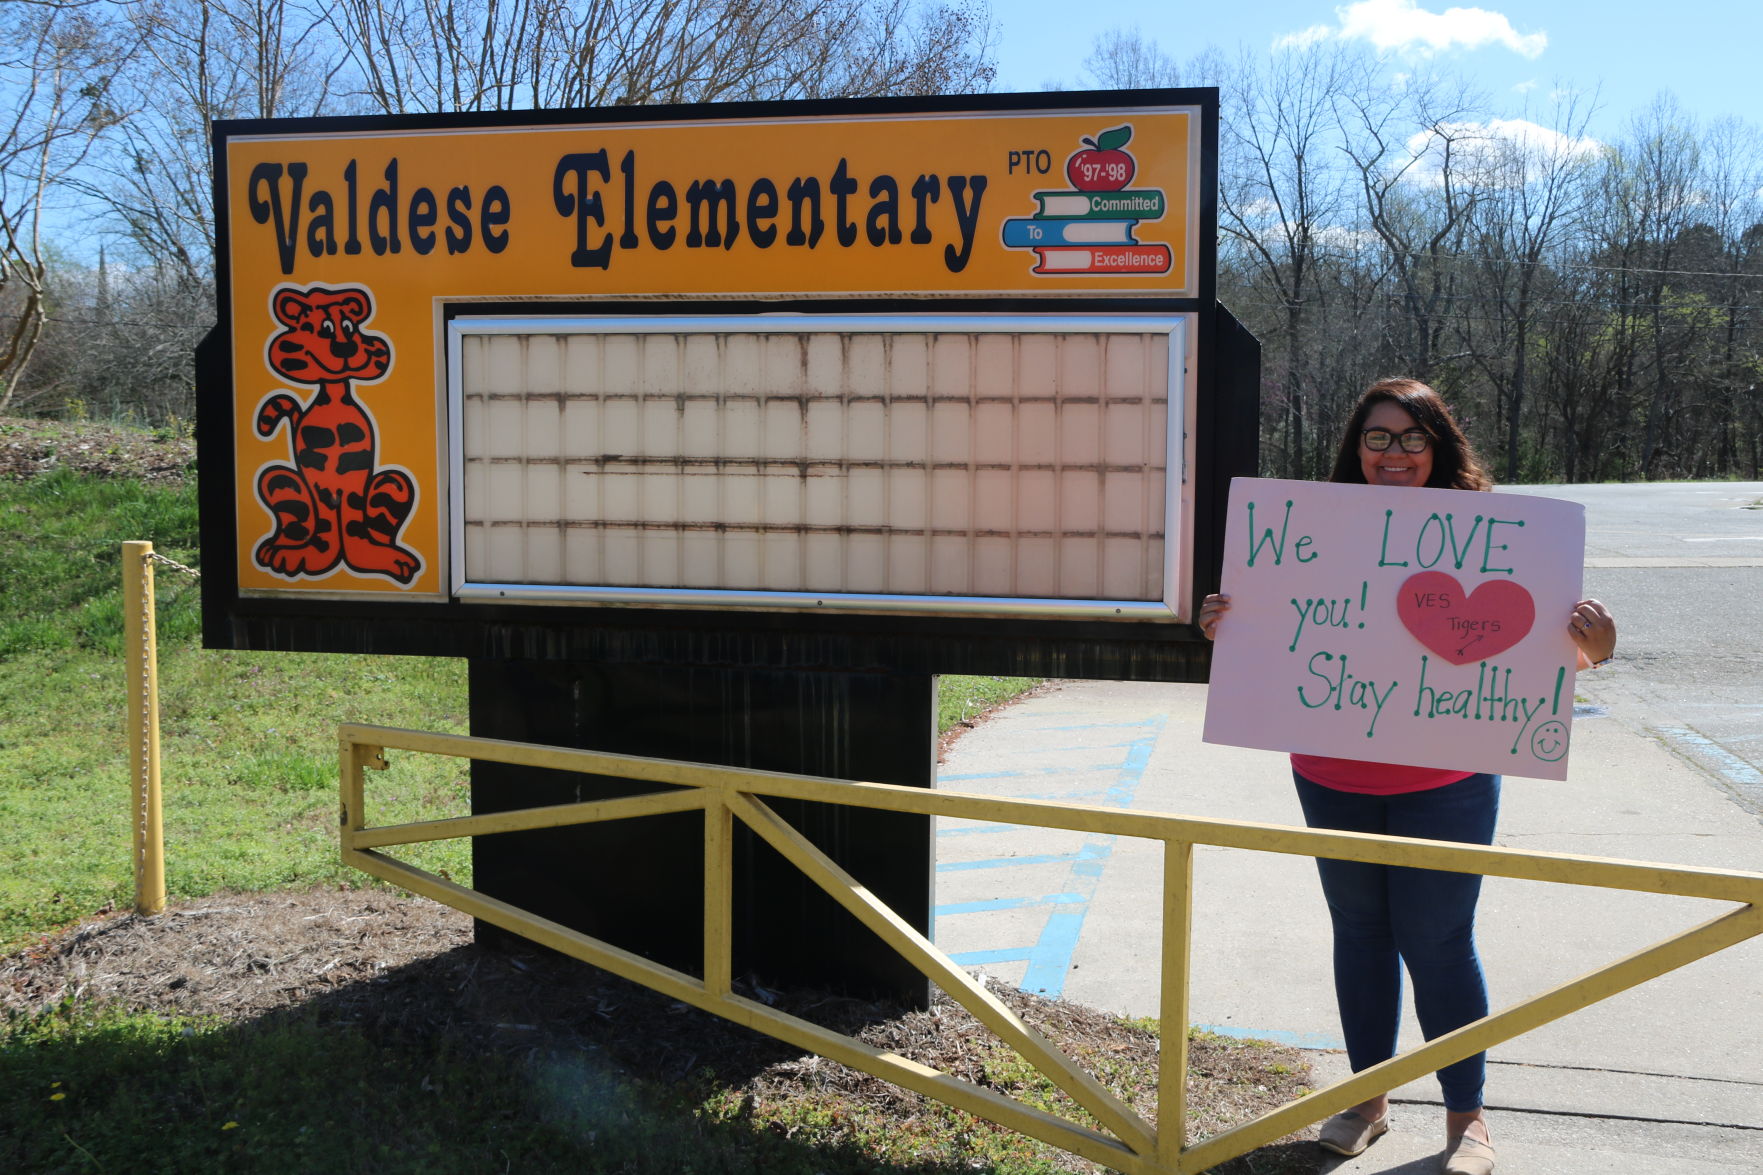 Valdese Elementary
PTO
'97-'98
Committed
To
Excellence
We LOVE
you!
VES
Tigers
Stay healthy!